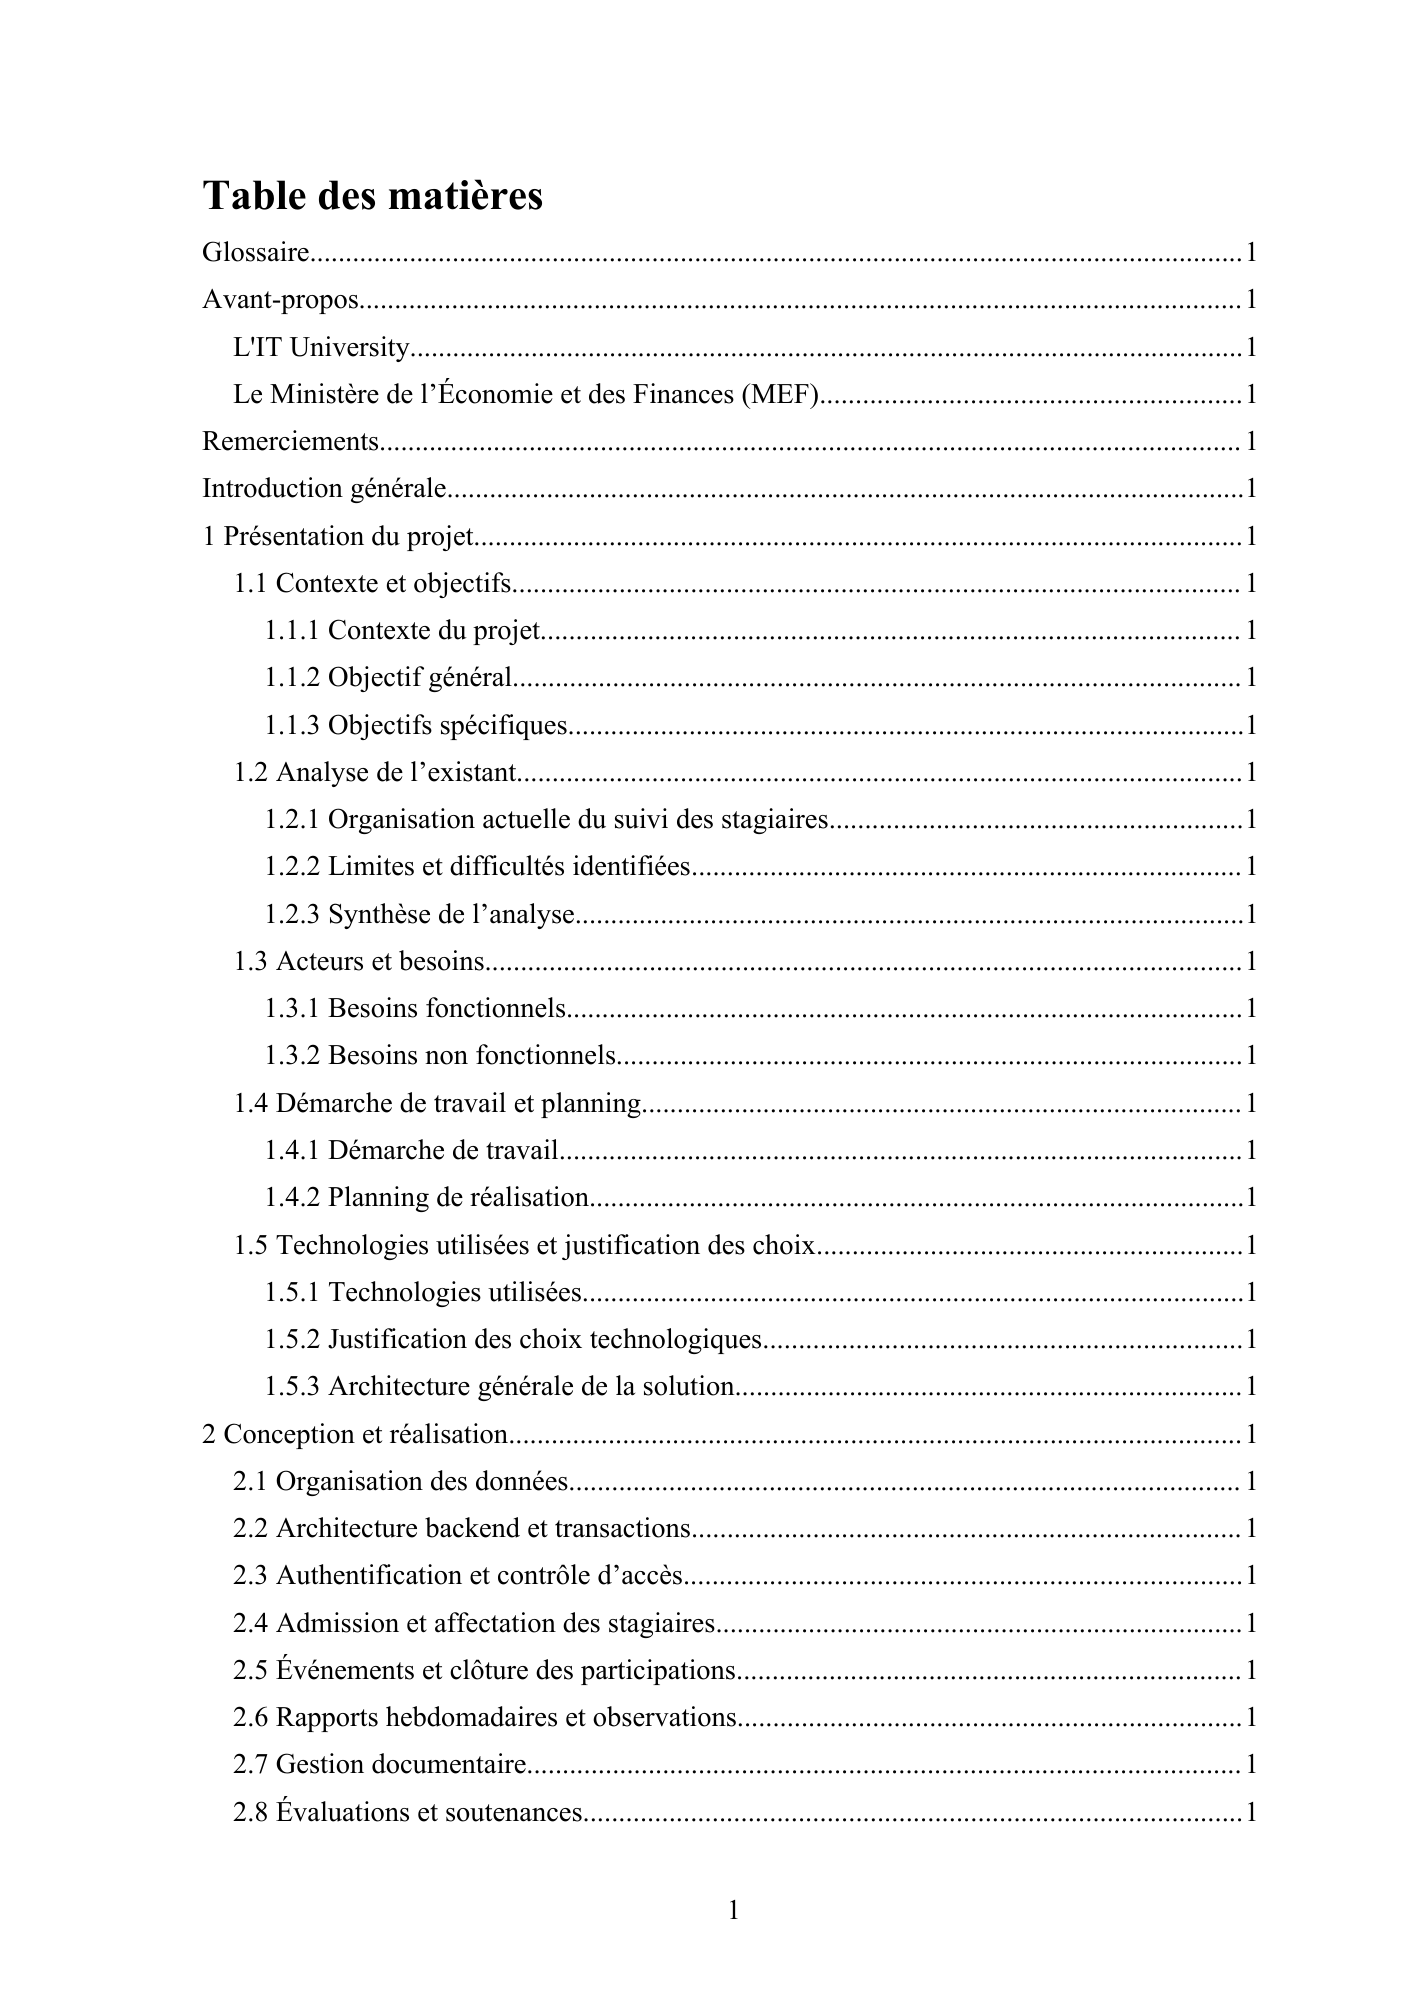 Table des matières
Glossaire.....1
Avant-propos.....1
L'IT University.....1
Le Ministère de l’Économie et des Finances (MEF).....1
Remerciements.....1
Introduction générale.....1
1 Présentation du projet.....1
1.1 Contexte et objectifs.....1
1.1.1 Contexte du projet.....1
1.1.2 Objectif général.....1
1.1.3 Objectifs spécifiques.....1
1.2 Analyse de l’existant.....1
1.2.1 Organisation actuelle du suivi des stagiaires.....1
1.2.2 Limites et difficultés identifiées.....1
1.2.3 Synthèse de l’analyse.....1
1.3 Acteurs et besoins.....1
1.3.1 Besoins fonctionnels.....1
1.3.2 Besoins non fonctionnels.....1
1.4 Démarche de travail et planning.....1
1.4.1 Démarche de travail.....1
1.4.2 Planning de réalisation.....1
1.5 Technologies utilisées et justification des choix.....1
1.5.1 Technologies utilisées.....1
1.5.2 Justification des choix technologiques.....1
1.5.3 Architecture générale de la solution.....1
2 Conception et réalisation.....1
2.1 Organisation des données.....1
2.2 Architecture backend et transactions.....1
2.3 Authentification et contrôle d’accès.....1
2.4 Admission et affectation des stagiaires.....1
2.5 Événements et clôture des participations.....1
2.6 Rapports hebdomadaires et observations.....1
2.7 Gestion documentaire.....1
2.8 Évaluations et soutenances.....1
1